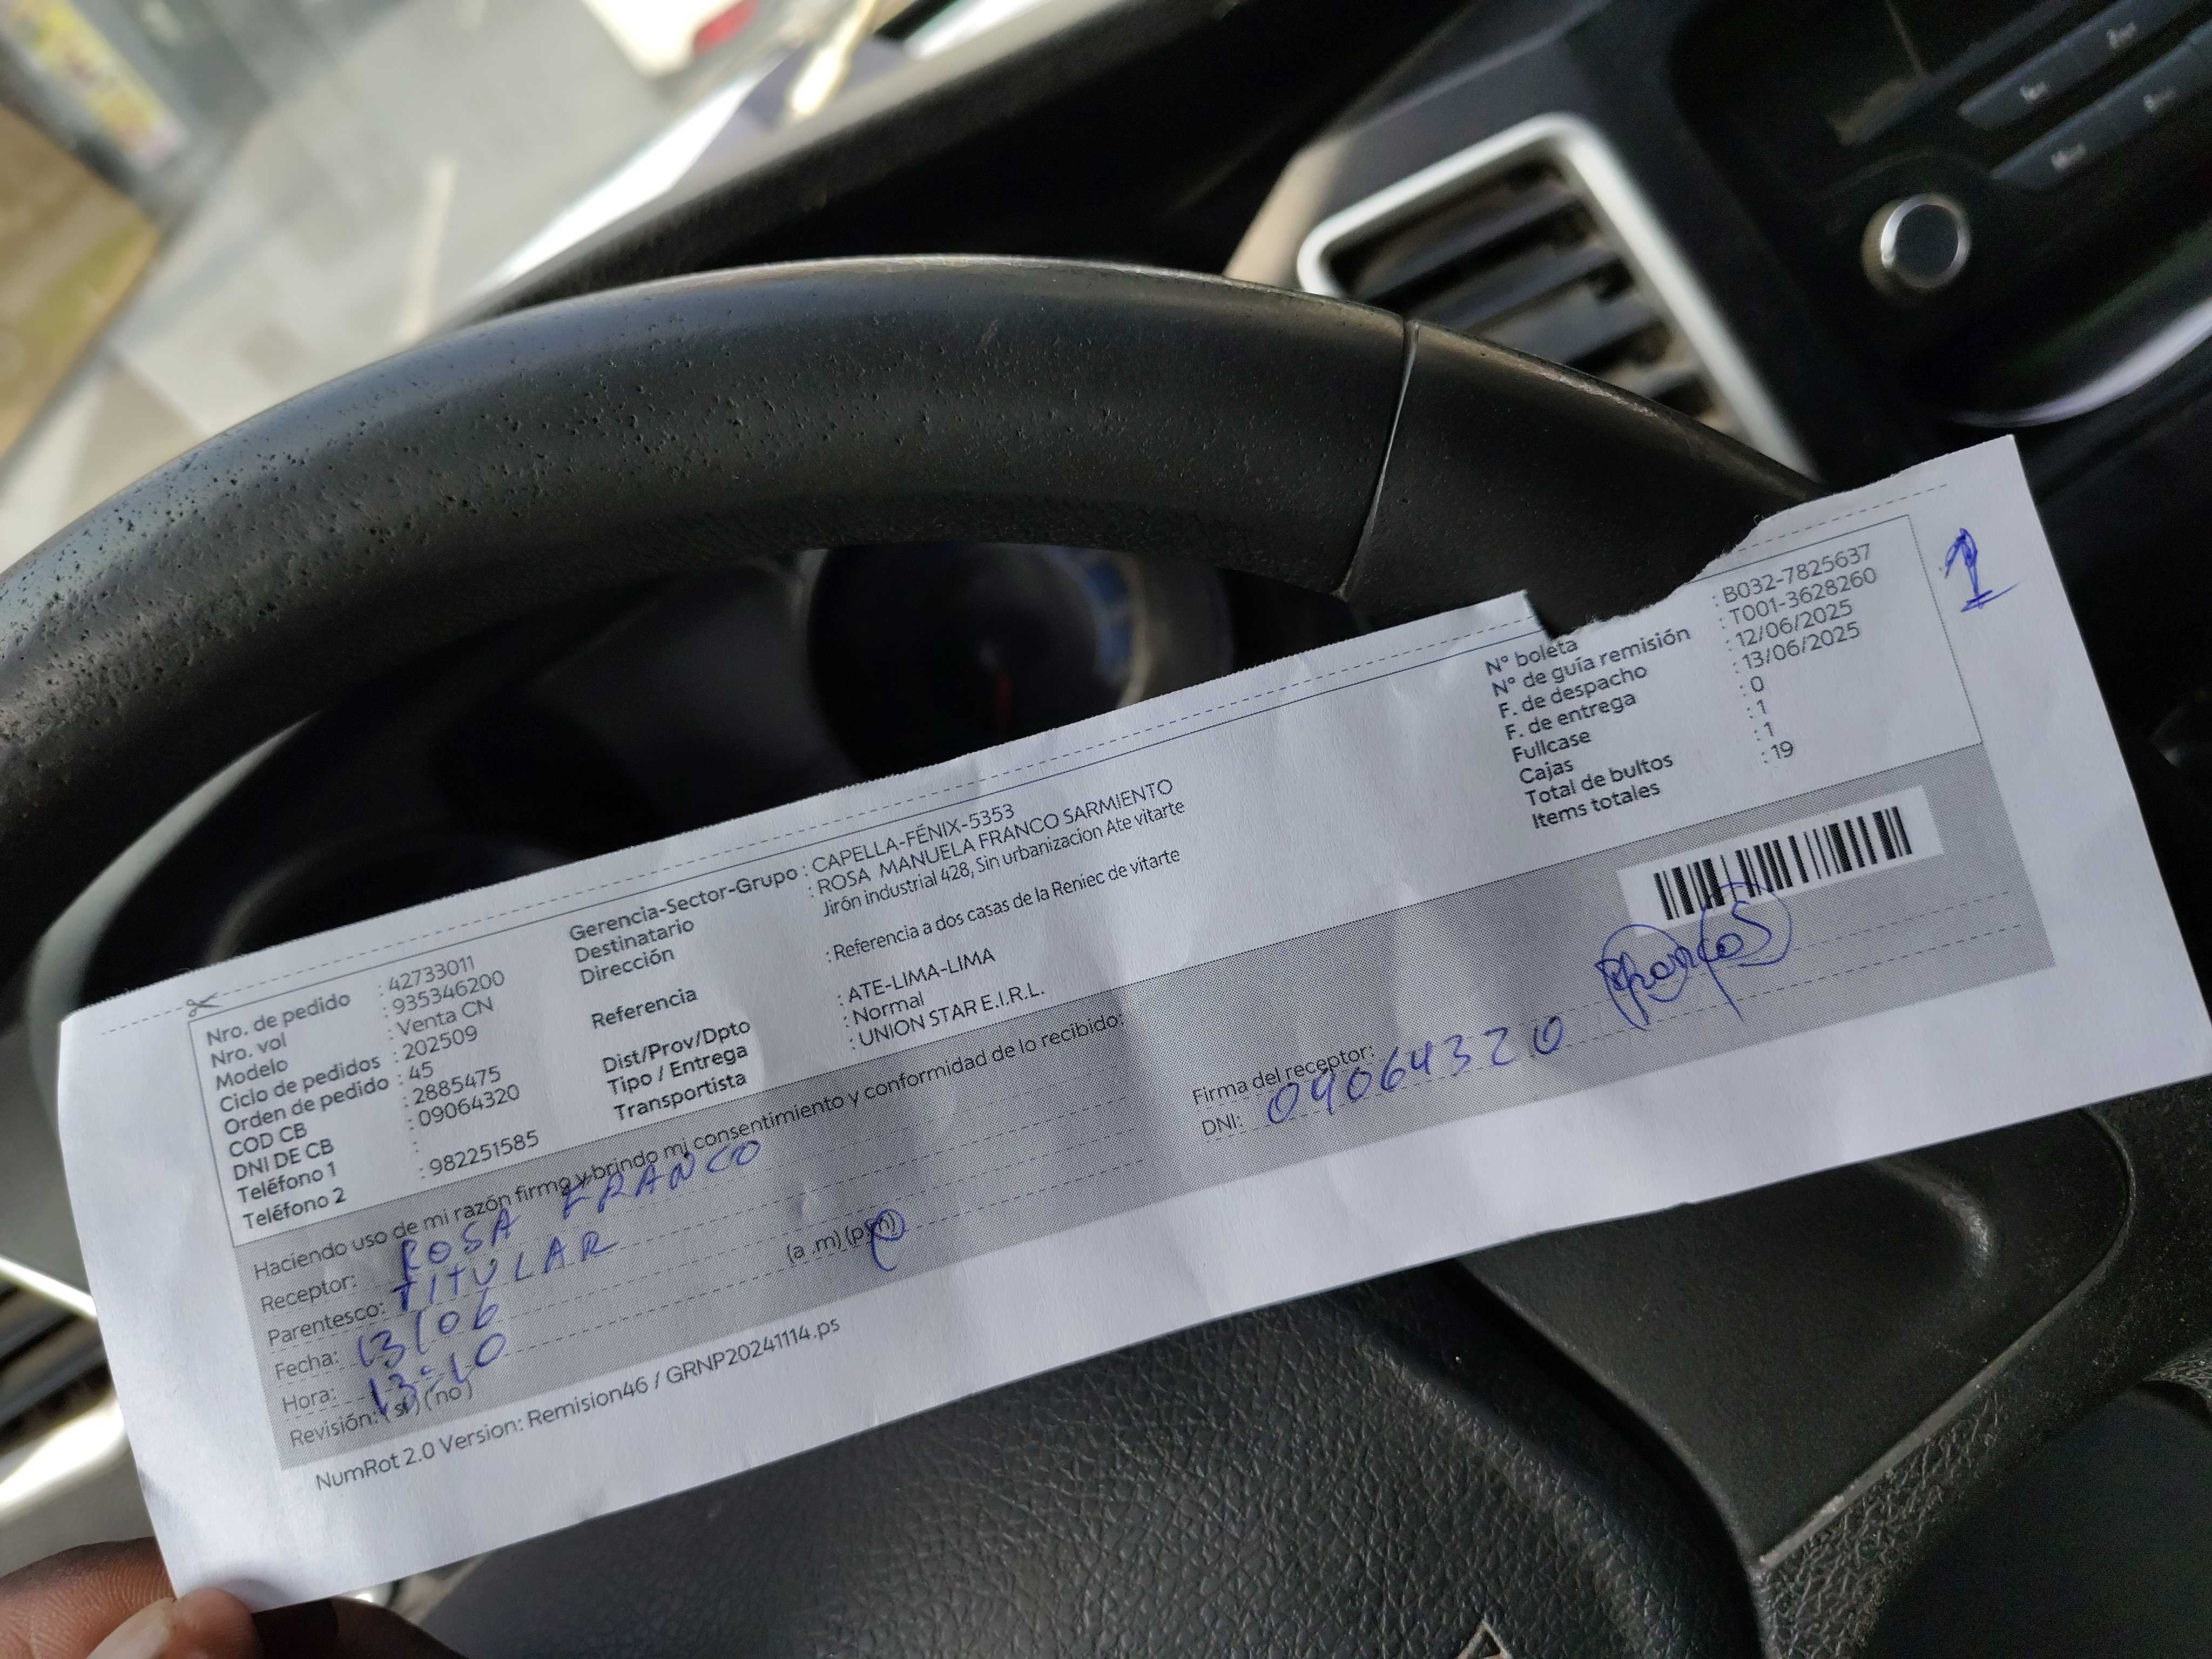 Nro. de pedido : 42733011
Nro. vol : 935346200
Modelo : Venta CN
Ciclo de pedidos : 202509
Orden de pedido : 45
COD CB : 2885475
DNI DE CB : 09064320
Teléfono 1 :
Teléfono 2 : 982251585
Gerencia-Sector-Grupo : CAPELLA-FÉNIX-5353
Destinatario : ROSA MANUELA FRANCO SARMIENTO
Dirección Jirón industrial 428, Sin urbanizacion Ate vitarte
Referencia : Referencia a dos casas de la Reniec de vitarte
Dist/Prov/Dpto : ATE-LIMA-LIMA
Tipo / Entrega : Normal
Transportista : UNION STAR E.I.R.L.
N° boleta : B032-7825637
N° de guía remisión : T001-3628260
F. de despacho : 12/06/2025
F. de entrega : 13/06/2025
Fullcase : 0
Cajas : 1
Total de bultos : 1
Items totales : 19
1
Haciendo uso de mi razón firmo y brindo mi consentimiento y conformidad de lo recibido:
Receptor: ROSA FRANCO
Parentesco: TITULAR
Fecha: 13/06
Hora: 13:10 (a .m) (p.m)
Revisión: (si) (no)
Firma del receptor:
DNI: 09064320
NumRot 2.0 Version: Remision46 / GRNP20241114.ps